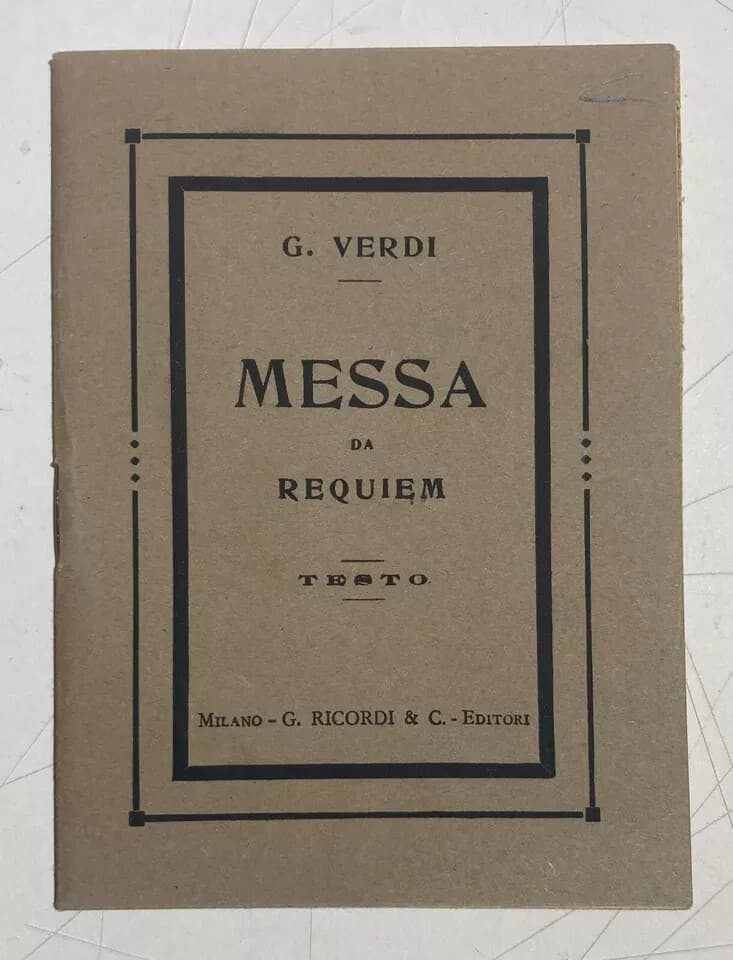 G. VERDI
MESSA
DA
REQUIEM
TESTO
MILANO - G. RICORDI & C. - EDITORI